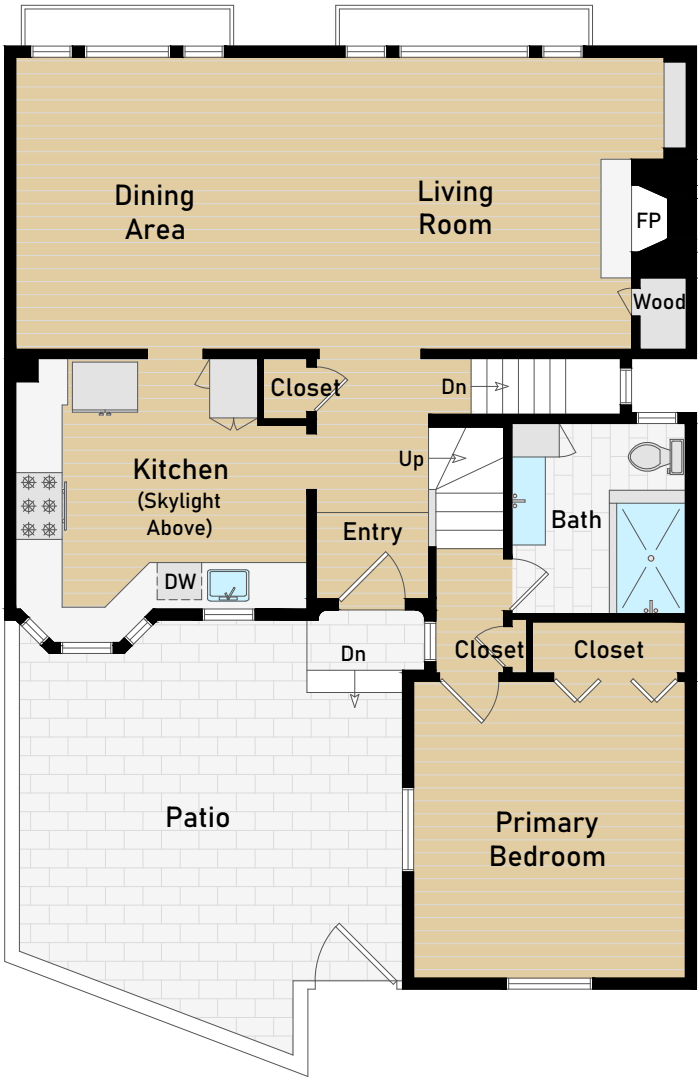 Dining
Area
Living
Room
FP
Wood
Closet
Dn
Kitchen
(Skylight
Above)
Up
Entry
Bath
DW
Dn
Closet
Closet
Patio
Primary
Bedroom